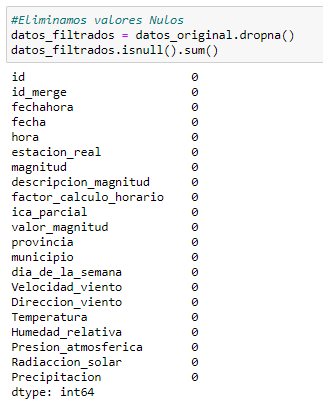 #Eliminamos valores Nulos
datos_filtrados = datos_original.dropna()
datos_filtrados.isnull().sum()
id 0
id_merge 0
fechahora 0
fecha 0
hora 0
estacion_real 0
magnitud 0
descripcion_magnitud 0
factor_calculo_horario 0
ica_parcial 0
valor_magnitud 0
provincia 0
municipio 0
dia_de_la_semana 0
Velocidad_viento 0
Direccion_viento 0
Temperatura 0
Humedad_relativa 0
Presion_atmosferica 0
Radiaccion_solar 0
Precipitacion 0
dtype: int64